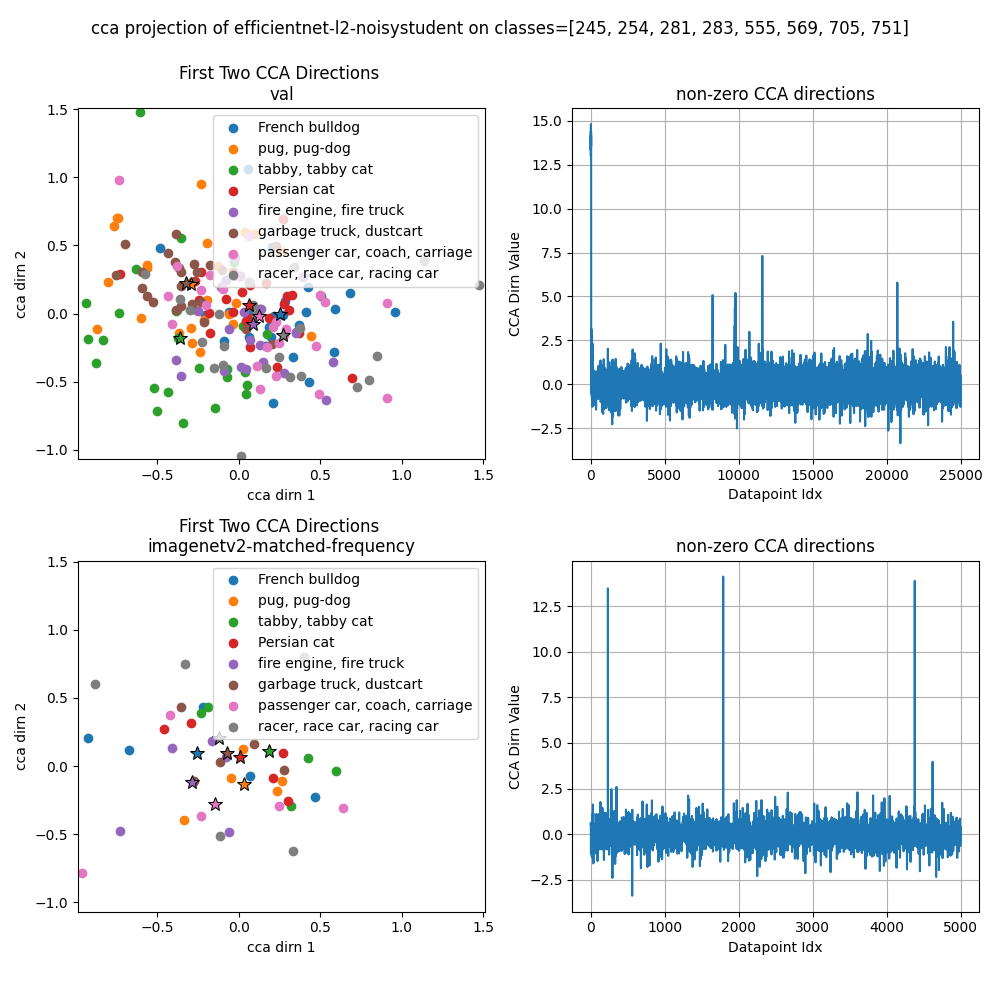 cca projection of efficientnet-l2-noisystudent on classes=[245, 254, 281, 283, 555, 569, 705, 751]
First Two CCA Directions
val
1.5
1.0
0.5
0.0
−0.5
−1.0
−0.5
0.0
0.5
1.0
1.5
cca dirn 2
cca dirn 1
French bulldog
pug, pug-dog
tabby, tabby cat
Persian cat
fire engine, fire truck
garbage truck, dustcart
passenger car, coach, carriage
racer, race car, racing car
non-zero CCA directions
15.0
12.5
10.0
7.5
5.0
2.5
0.0
−2.5
0
5000
10000
15000
20000
25000
CCA Dirn Value
Datapoint Idx
First Two CCA Directions
imagenetv2-matched-frequency
1.5
1.0
0.5
0.0
−0.5
−1.0
−0.5
0.0
0.5
1.0
1.5
cca dirn 2
cca dirn 1
French bulldog
pug, pug-dog
tabby, tabby cat
Persian cat
fire engine, fire truck
garbage truck, dustcart
passenger car, coach, carriage
racer, race car, racing car
non-zero CCA directions
12.5
10.0
7.5
5.0
2.5
0.0
−2.5
0
1000
2000
3000
4000
5000
CCA Dirn Value
Datapoint Idx